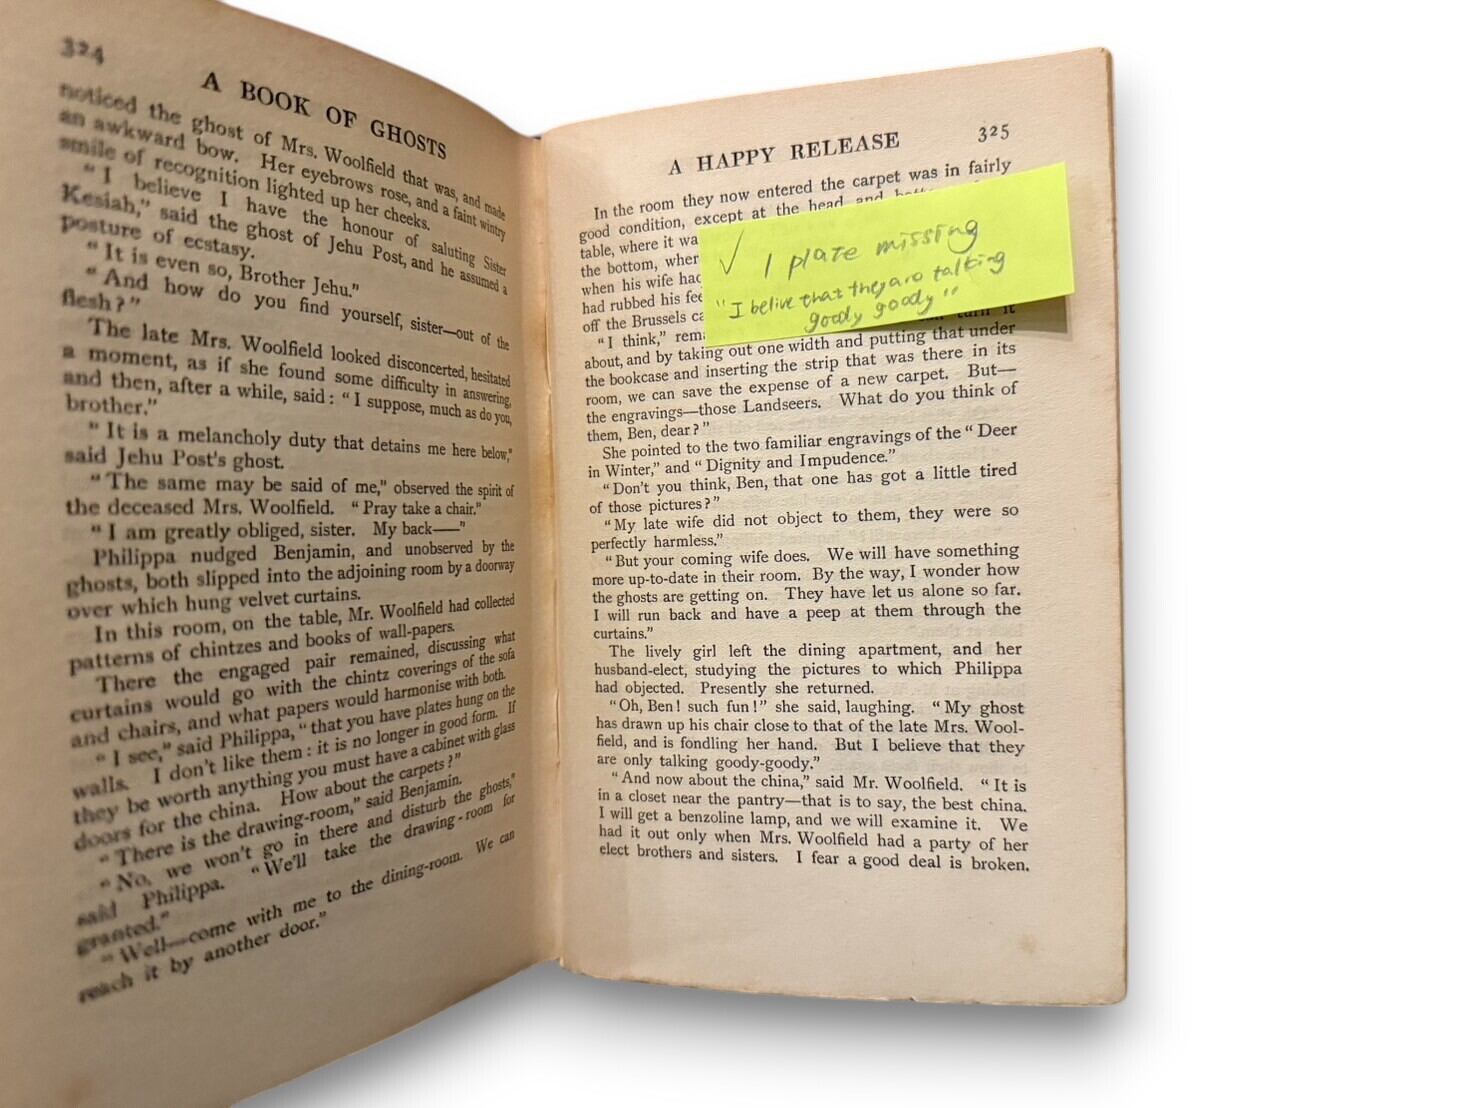 324
A BOOK OF GHOSTS
noticed the ghost of Mrs. Woolfield that was, and made
an awkward bow. Her eyebrows rose, and a faint wintry
smile of recognition lighted up her cheeks.
"I believe I have the honour of saluting Sister
Kesiah," said the ghost of Jehu Post, and he assumed a
posture of ecstasy.
"It is even so, Brother Jehu."
"And how do you find yourself, sister—out of the
flesh?"
The late Mrs. Woolfield looked disconcerted, hesitated
a moment, as if she found some difficulty in answering,
and then, after a while, said: "I suppose, much as do you,
brother."
"It is a melancholy duty that detains me here below,"
said Jehu Post's ghost.
"The same may be said of me," observed the spirit of
the deceased Mrs. Woolfield. "Pray take a chair."
"I am greatly obliged, sister. My back——"
Philippa nudged Benjamin, and unobserved by the
ghosts, both slipped into the adjoining room by a doorway
over which hung velvet curtains.
In this room, on the table, Mr. Woolfield had collected
patterns of chintzes and books of wall-papers.
There the engaged pair remained, discussing what
curtains would go with the chintz coverings of the sofa
and chairs, and what papers would harmonise with both.
"I see," said Philippa, "that you have plates hung on the
walls. I don't like them: it is no longer in good form. If
they be worth anything you must have a cabinet with glass
doors for the china. How about the carpets?"
"There is the drawing-room," said Benjamin.
"No, we won't go in there and disturb the ghosts,"
said Philippa. "We'll take the drawing-room for
granted."
"Well—come with me to the dining-room. We can
reach it by another door."
A HAPPY RELEASE 325
In the room they now entered the carpet was in fairly
good condition, except at the head and
table, where it wa
the bottom, wher
when his wife had
had rubbed his fee
off the Brussels ca
"I think," rem turn it
about, and by taking out one width and putting that under
the bookcase and inserting the strip that was there in its
room, we can save the expense of a new carpet. But—
the engravings—those Landseers. What do you think of
them, Ben, dear?"
She pointed to the two familiar engravings of the "Deer
in Winter," and "Dignity and Impudence."
"Don't you think, Ben, that one has got a little tired
of those pictures?"
"My late wife did not object to them, they were so
perfectly harmless."
"But your coming wife does. We will have something
more up-to-date in their room. By the way, I wonder how
the ghosts are getting on. They have let us alone so far.
I will run back and have a peep at them through the
curtains."
The lively girl left the dining apartment, and her
husband-elect, studying the pictures to which Philippa
had objected. Presently she returned.
"Oh, Ben! such fun!" she said, laughing. "My ghost
has drawn up his chair close to that of the late Mrs. Wool-
field, and is fondling her hand. But I believe that they
are only talking goody-goody."
"And now about the china," said Mr. Woolfield. "It is
in a closet near the pantry—that is to say, the best china.
I will get a benzoline lamp, and we will examine it. We
had it out only when Mrs. Woolfield had a party of her
elect brothers and sisters. I fear a good deal is broken.
✓ 1 plate missing
"I belive that they aro talking
goody goody"